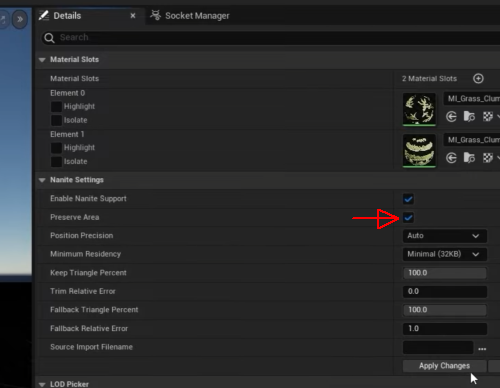 Details
Socket Manager
Search
Material Slots
Material Slots
2 Material Slots
Element 0
Highlight
Isolate
MI_Grass_Clum
Element 1
Highlight
Isolate
MI_Grass_Clum
Nanite Settings
Enable Nanite Support
Preserve Area
Position Precision
Auto
Minimum Residency
Minimal (32KB)
Keep Triangle Percent
100.0
Trim Relative Error
0.0
Fallback Triangle Percent
100.0
Fallback Relative Error
1.0
Source Import Filename
...
Apply Changes
LOD Picker